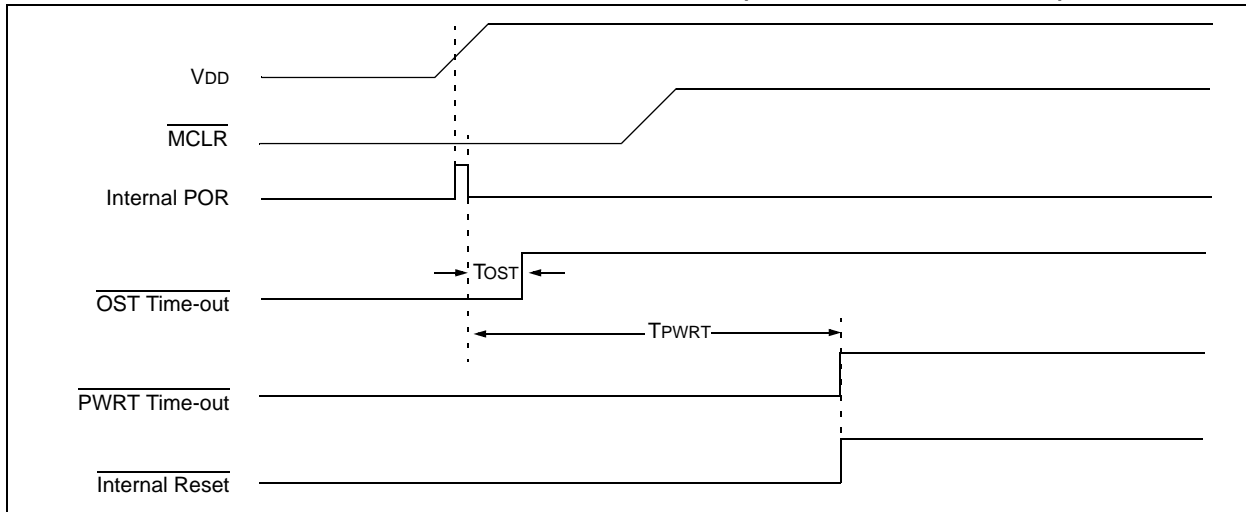 VDD
MCLR
Internal POR
TOST
OST Time-out
TPWRT
PWRT Time-out
Internal Reset